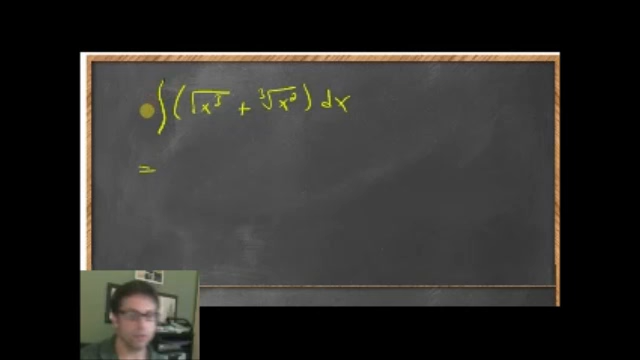 ∫(√x³ + ∛x²) dx
=